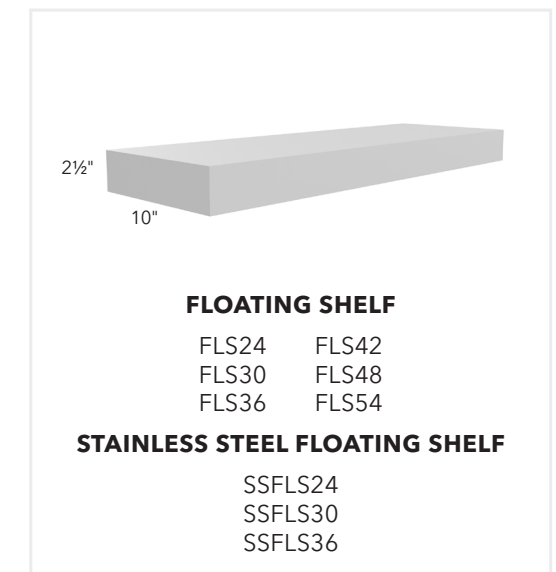 2½"
10"
FLOATING SHELF
FLS24 FLS42
FLS30 FLS48
FLS36 FLS54
STAINLESS STEEL FLOATING SHELF
SSFLS24
SSFLS30
SSFLS36